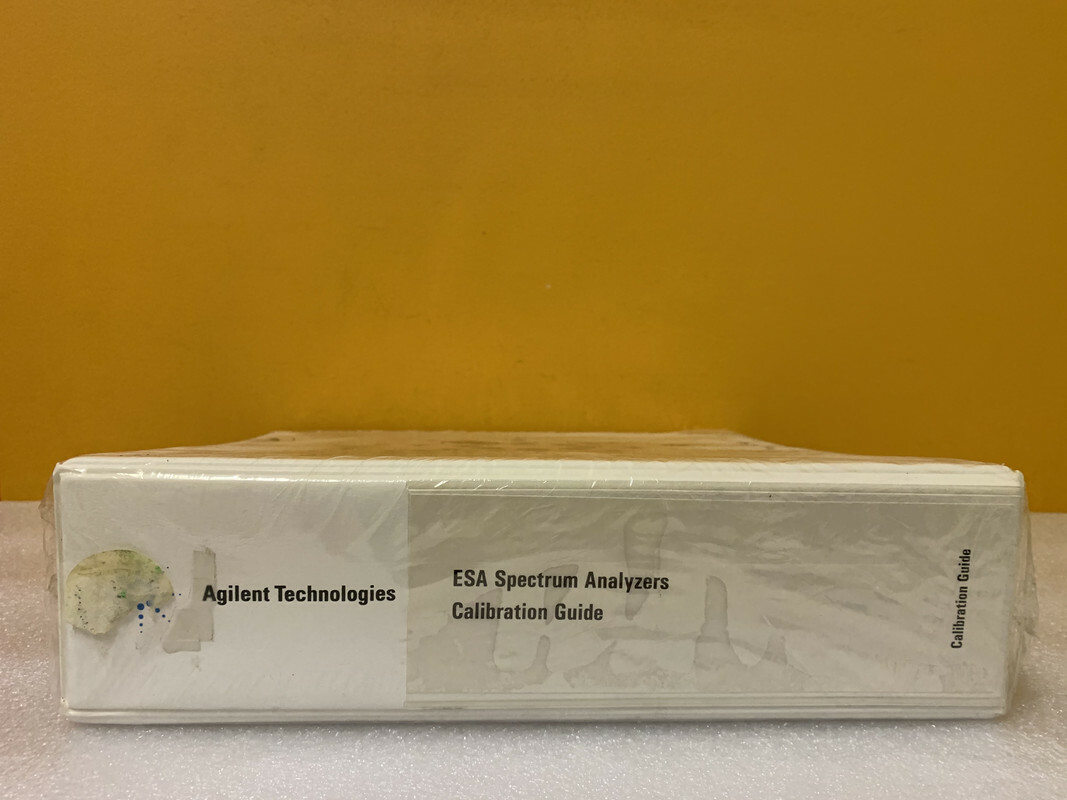 Agilent Technologies
ESA Spectrum Analyzers
Calibration Guide
Calibration Guide